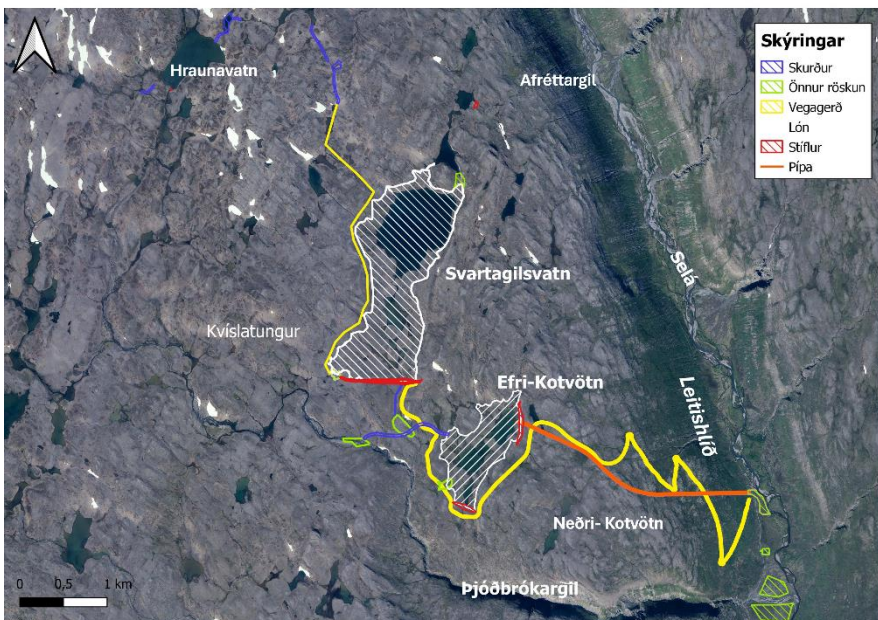 Skýringar
Skurður
Önnur röskun
Vegagerð
Lón
Stíflur
Pípa
Hraunavatn
Afréttargil
Selá
Svartagilsvatn
Kvíslatungur
Efri-Kotvötn
Leitishlíð
Neðri- Kotvötn
Þjóðbrókargil
0 0,5 1 km